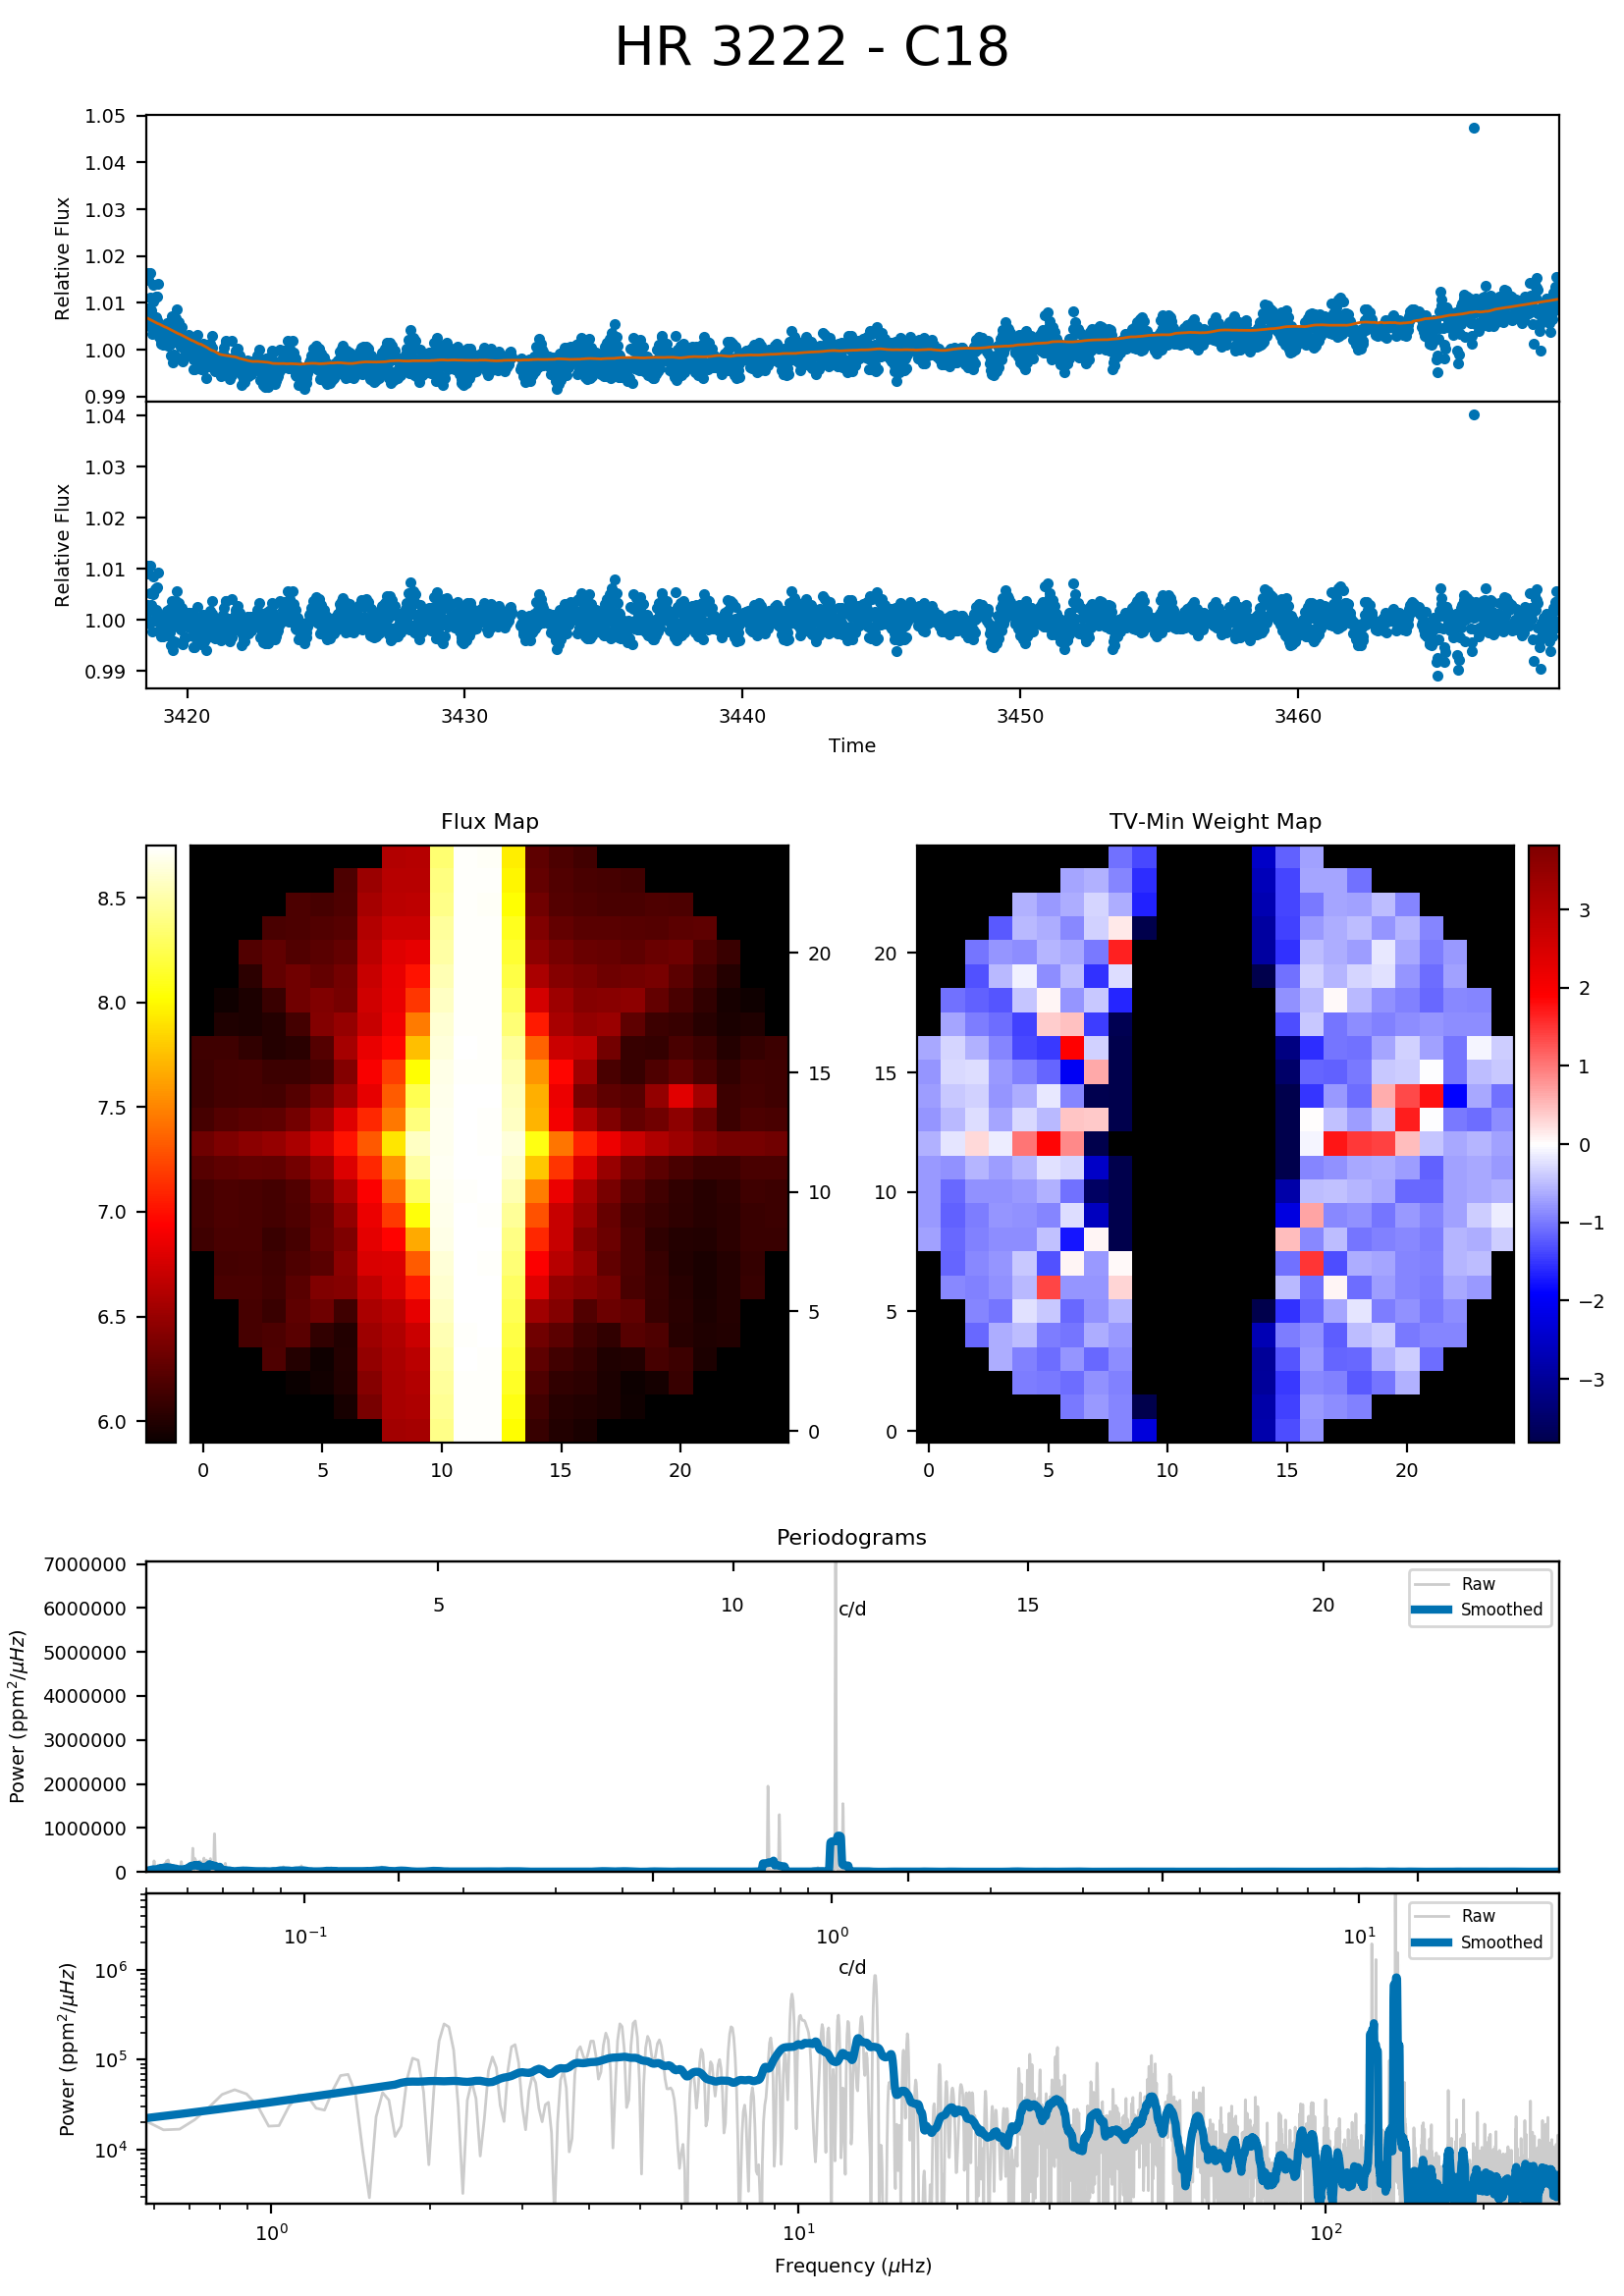 HR 3222 - C18
1.05
1.04
1.03
1.02
1.01
1.00
0.99
Relative Flux
1.04
1.03
1.02
1.01
1.00
0.99
Relative Flux
3420 3430 3440 3450 3460
Time
Flux Map
8.5
8.0
7.5
7.0
6.5
6.0
20
15
10
5
0
0 5 10 15 20
TV-Min Weight Map
20
15
10
5
0
0 5 10 15 20
3
2
1
0
−1
−2
−3
Periodograms
7000000
6000000
5000000
4000000
3000000
2000000
1000000
0
Power (ppm²/μHz)
5 10 15 20
c/d
Raw
Smoothed
10⁶
10⁵
10⁴
Power (ppm²/μHz)
10⁻¹ 10⁰ 10¹
c/d
Raw
Smoothed
10⁰ 10¹ 10²
Frequency (μHz)